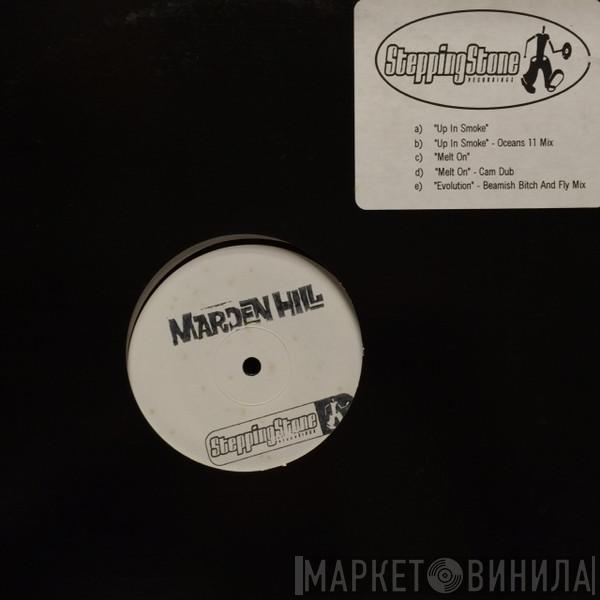 SteppingStone
RECORDINGS
a) "Up In Smoke"
b) "Up In Smoke" - Oceans 11 Mix
c) "Melt On"
d) "Melt On" - Cam Dub
e) "Evolution" - Beamish Bitch And Fly Mix
MARDEN HILL
SteppingStone
RECORDINGS
МАРКЕТ ВИНИЛА